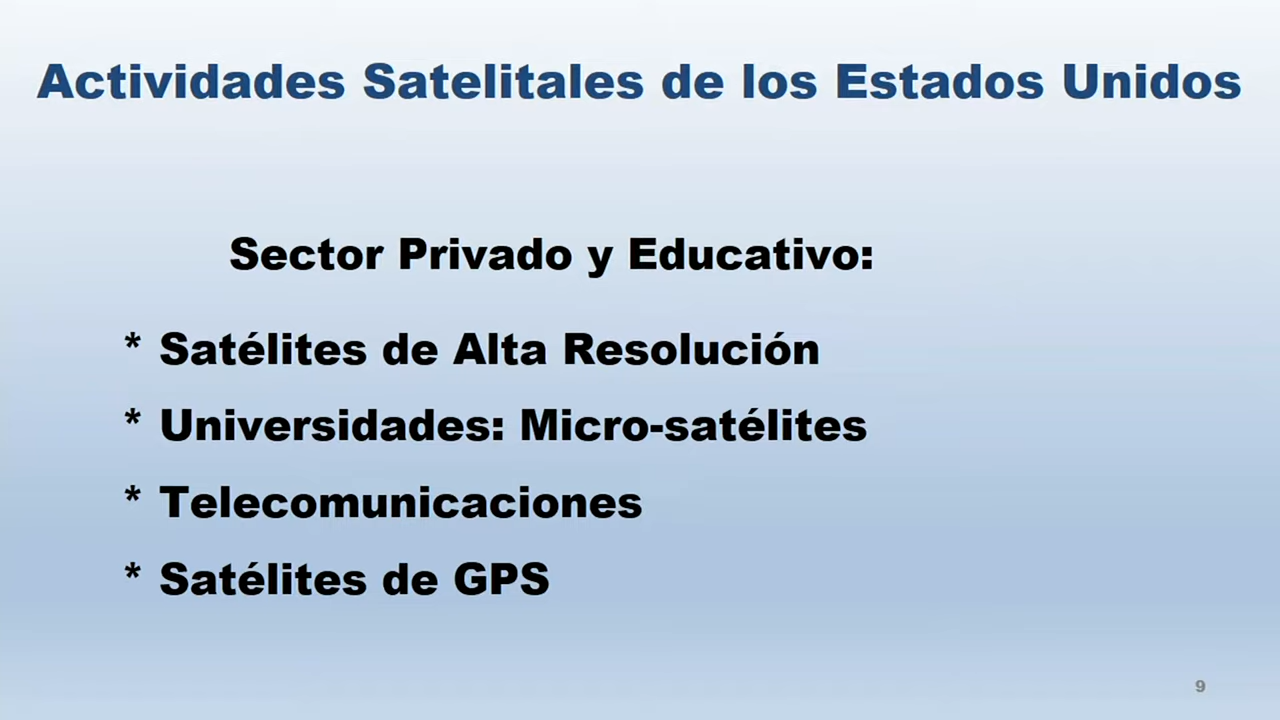 Actividades Satelitales de los Estados Unidos
Sector Privado y Educativo:
* Satélites de Alta Resolución
* Universidades: Micro-satélites
* Telecomunicaciones
* Satélites de GPS
9